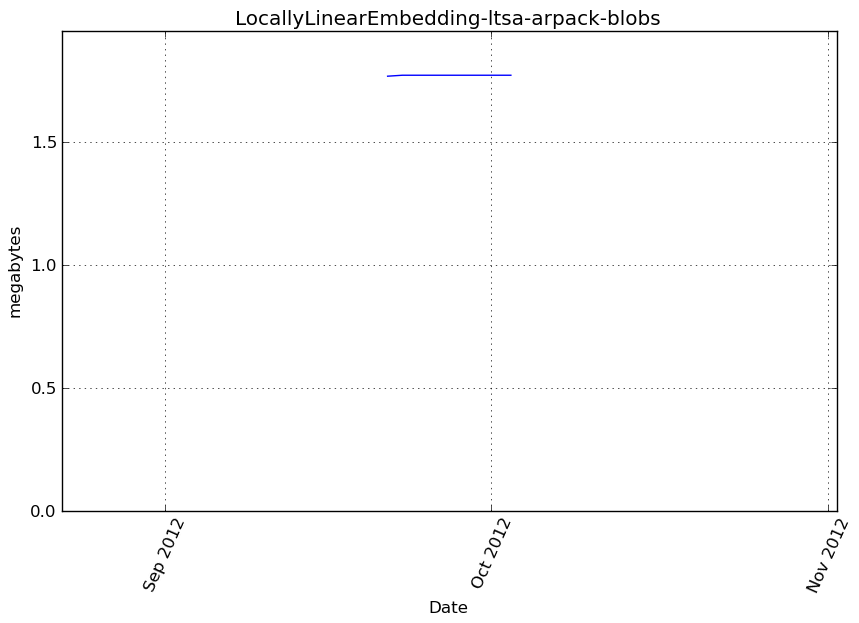 LocallyLinearEmbedding-ltsa-arpack-blobs
megabytes
1.5
1.0
0.5
0.0
Sep 2012
Oct 2012
Nov 2012
Date